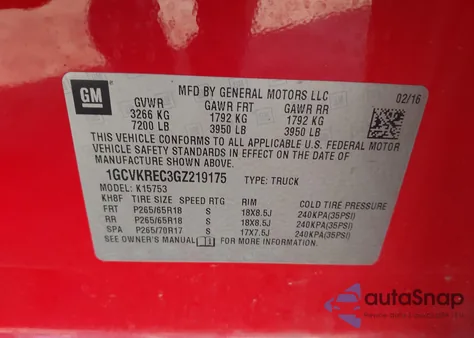 GM
MFD BY GENERAL MOTORS LLC
GVWR GAWR FRT GAWR RR 02/16
3266 KG 1792 KG 1792 KG
7200 LB 3950 LB 3950 LB
THIS VEHICLE CONFORMS TO ALL APPLICABLE U.S. FEDERAL MOTOR
VEHICLE SAFETY STANDARDS IN EFFECT ON THE DATE OF
MANUFACTURE SHOWN ABOVE.
1GCVKREC3GZ219175 TYPE: TRUCK
MODEL: K15753
KHBF TIRE SIZE SPEED RTG RIM COLD TIRE PRESSURE
FRT P265/65R18 S 18X8.5J 240KPA(35PSI)
RR P265/65R18 S 18X8.5J 240KPA(35PSI)
SPA P265/70R17 S 17X7.5J 240KPA(35PSI)
SEE OWNER'S MANUAL FOR MORE INFORMATION.
autoSnap